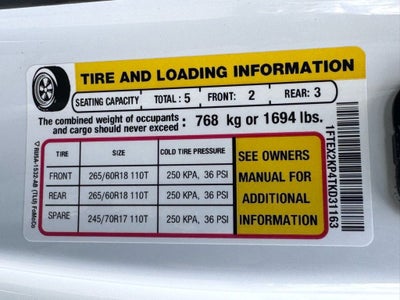 TIRE AND LOADING INFORMATION
SEATING CAPACITY TOTAL: 5 FRONT: 2 REAR: 3
The combined weight of occupants and cargo should never exceed : 768 kg or 1694 lbs.
TIRE SIZE COLD TIRE PRESSURE
FRONT 265/60R18 110T 250 KPA, 36 PSI
REAR 265/60R18 110T 250 KPA, 36 PSI
SPARE 245/70R17 110T 250 KPA, 36 PSI
SEE OWNERS
MANUAL FOR
ADDITIONAL
INFORMATION